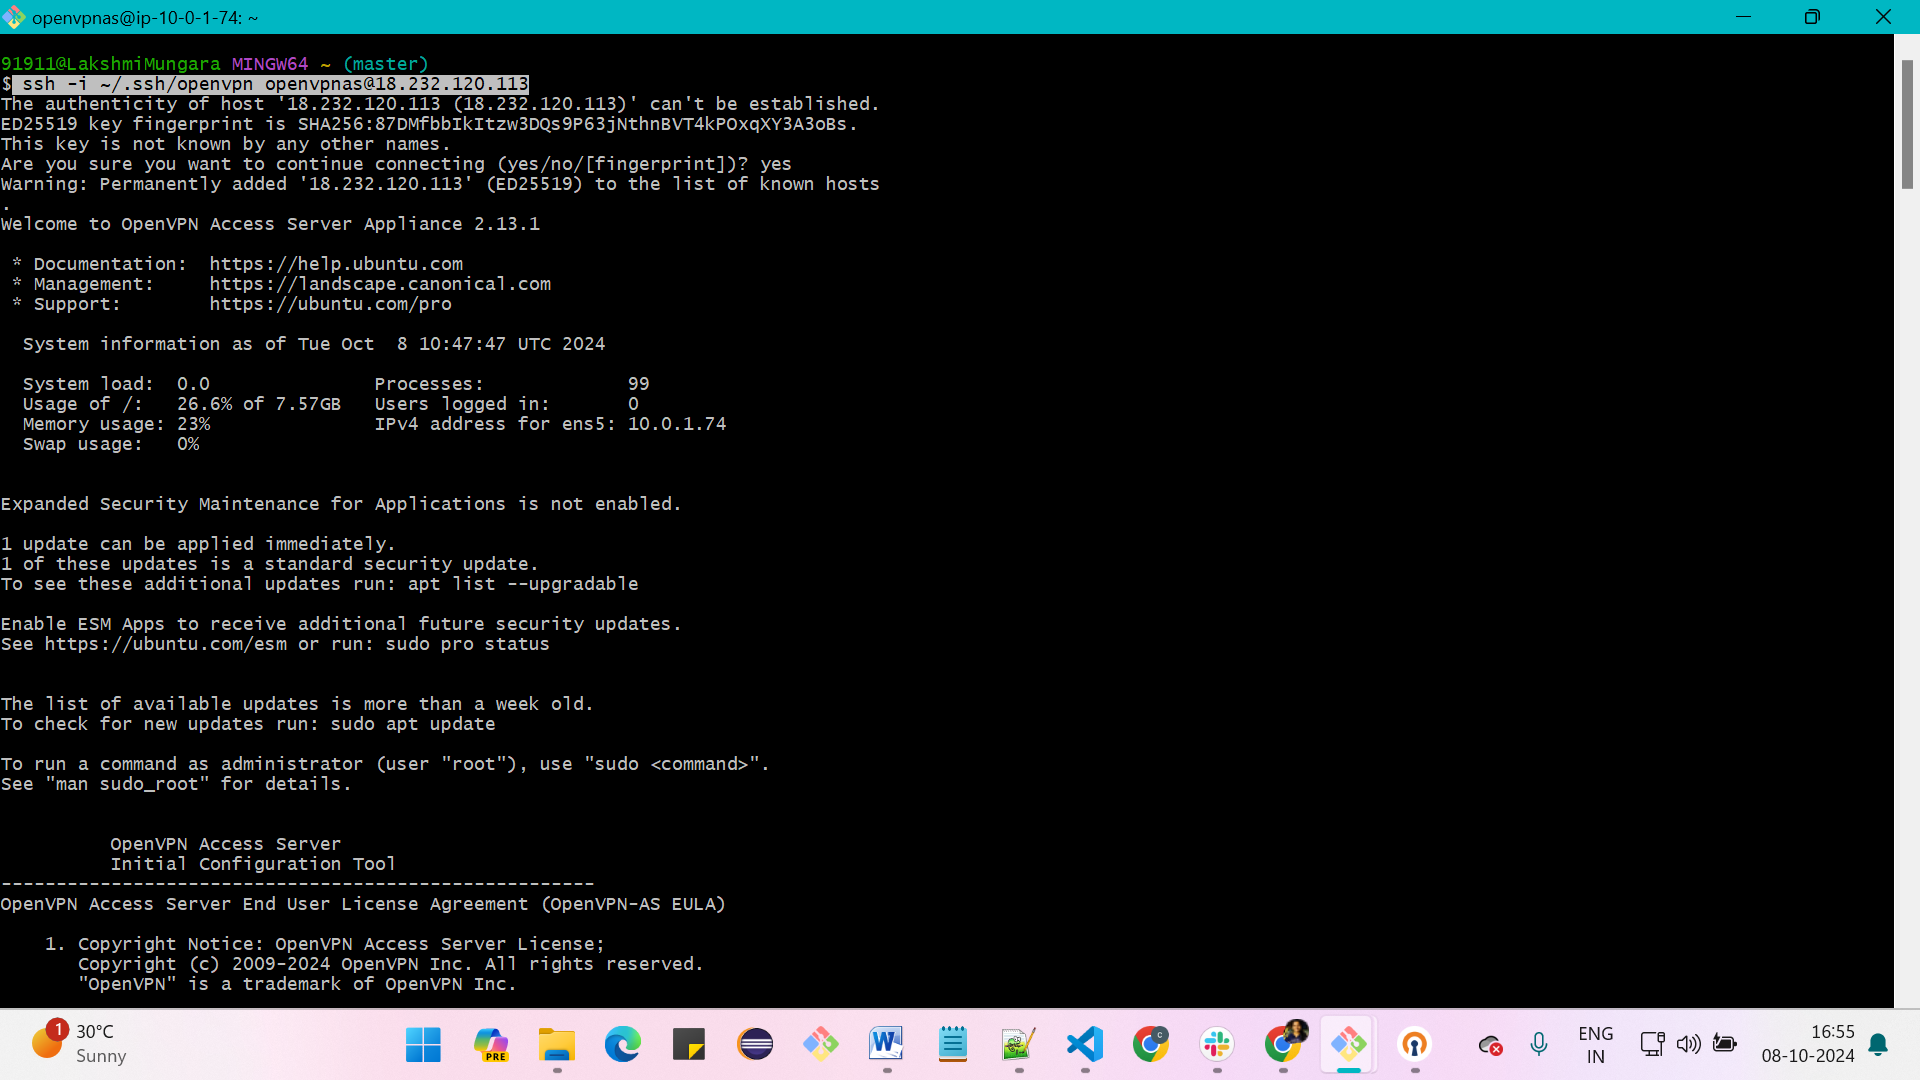 openvpnas@ip-10-0-1-74: ~
91911@LakshmiMungara MINGW64 ~ (master)
$ ssh -i ~/.ssh/openvpn openvpnas@18.232.120.113
The authenticity of host '18.232.120.113 (18.232.120.113)' can't be established.
ED25519 key fingerprint is SHA256:87DMfbbIkItzw3DQs9P63jNthnBVT4kPOxqXY3A3oBs.
This key is not known by any other names.
Are you sure you want to continue connecting (yes/no/[fingerprint])? yes
Warning: Permanently added '18.232.120.113' (ED25519) to the list of known hosts
.
Welcome to OpenVPN Access Server Appliance 2.13.1
* Documentation: https://help.ubuntu.com
* Management: https://landscape.canonical.com
* Support: https://ubuntu.com/pro
System information as of Tue Oct 8 10:47:47 UTC 2024
System load: 0.0 Processes: 99
Usage of /: 26.6% of 7.57GB Users logged in: 0
Memory usage: 23% IPv4 address for ens5: 10.0.1.74
Swap usage: 0%
Expanded Security Maintenance for Applications is not enabled.
1 update can be applied immediately.
1 of these updates is a standard security update.
To see these additional updates run: apt list --upgradable
Enable ESM Apps to receive additional future security updates.
See https://ubuntu.com/esm or run: sudo pro status
The list of available updates is more than a week old.
To check for new updates run: sudo apt update
To run a command as administrator (user "root"), use "sudo <command>".
See "man sudo_root" for details.
OpenVPN Access Server
Initial Configuration Tool
------------------------------------------------------
OpenVPN Access Server End User License Agreement (OpenVPN-AS EULA)
1. Copyright Notice: OpenVPN Access Server License;
Copyright (c) 2009-2024 OpenVPN Inc. All rights reserved.
"OpenVPN" is a trademark of OpenVPN Inc.
1
30°C
Sunny
PRE
W
C
ENG
IN
16:55
08-10-2024